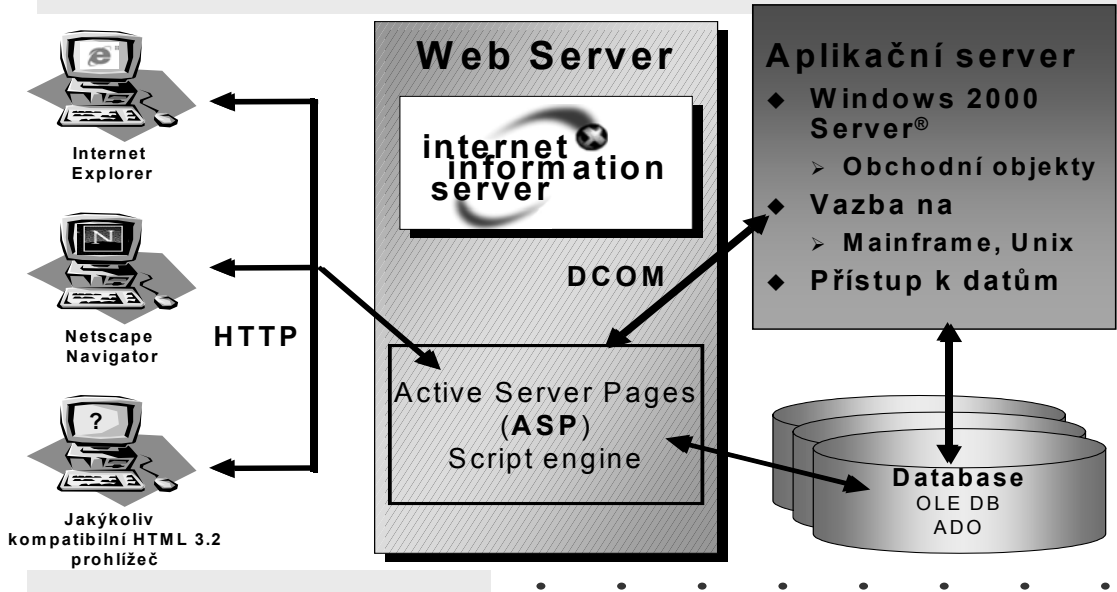 Internet
Explorer
N
Netscape
Navigator
?
Jakýkoliv
kompatibilní HTML 3.2
prohlížeč
HTTP
Web Server
internet
information
server
DCOM
Active Server Pages
(ASP)
Script engine
Aplikační server
Windows 2000
Server®
Obchodní objekty
Vazba na
Mainframe, Unix
Přístup k datům
Database
OLE DB
ADO